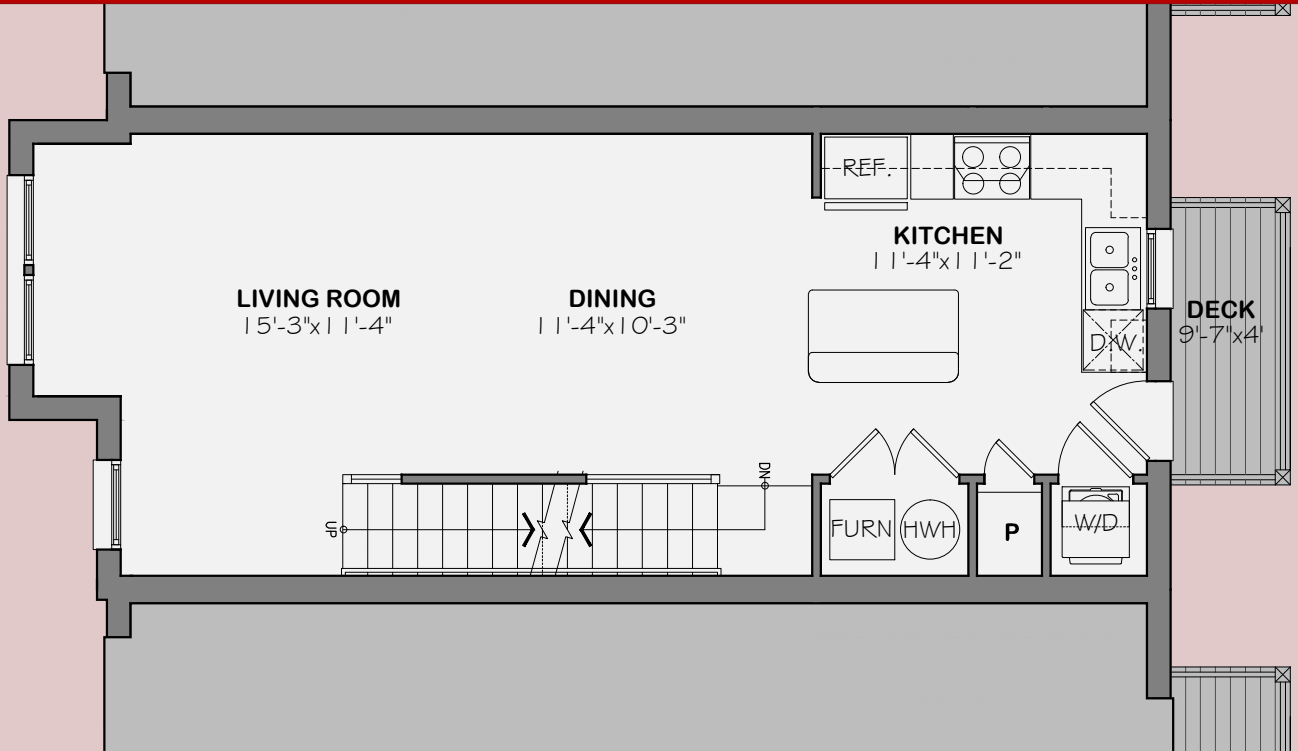 REF.
KITCHEN
11'-4"x11'-2"
LIVING ROOM
15'-3"x11'-4"
DINING
11'-4"x10'-3"
DECK
9'-7"x4'
D.W.
DN
UP
FURN
HWH
P
W/D